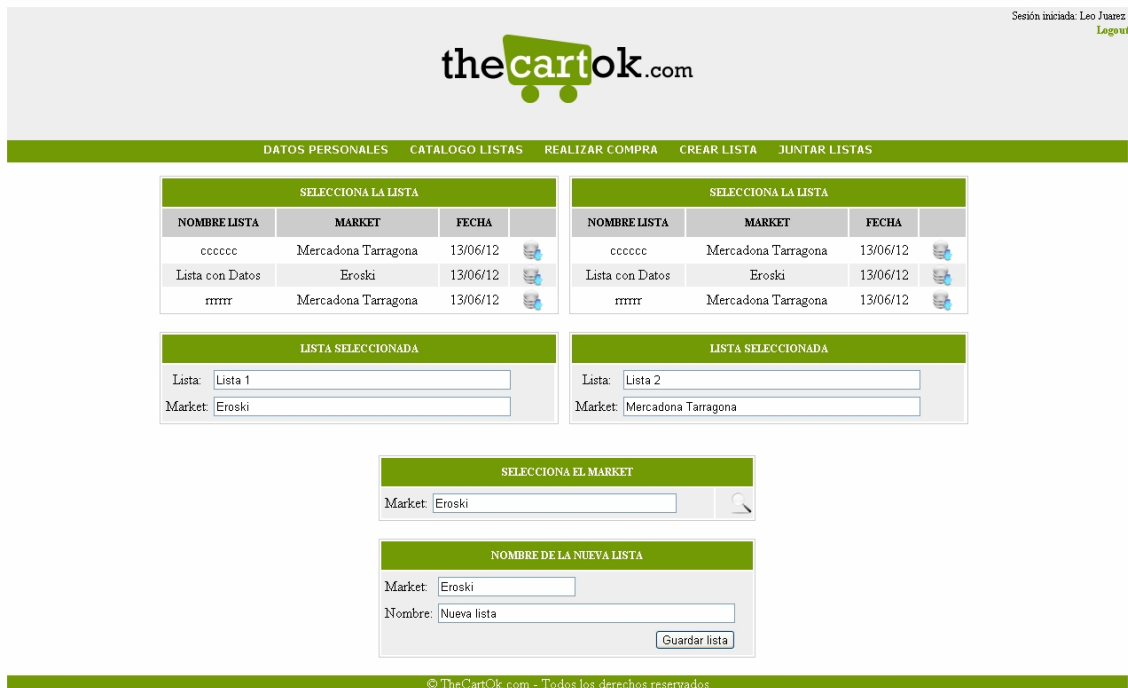 Sesión iniciada: Leo Juarez
Logout
thecartok.com
DATOS PERSONALES CATALOGO LISTAS REALIZAR COMPRA CREAR LISTA JUNTAR LISTAS
SELECCIONA LA LISTA
NOMBRE LISTA MARKET FECHA
cccccc Mercadona Tarragona 13/06/12
Lista con Datos Eroski 13/06/12
rrrrrr Mercadona Tarragona 13/06/12
SELECCIONA LA LISTA
NOMBRE LISTA MARKET FECHA
cccccc Mercadona Tarragona 13/06/12
Lista con Datos Eroski 13/06/12
rrrrrr Mercadona Tarragona 13/06/12
LISTA SELECCIONADA
Lista: Lista 1
Market: Eroski
LISTA SELECCIONADA
Lista: Lista 2
Market: Mercadona Tarragona
SELECCIONA EL MARKET
Market: Eroski
NOMBRE DE LA NUEVA LISTA
Market: Eroski
Nombre: Nueva lista
Guardar lista
© TheCartOk.com - Todos los derechos reservados